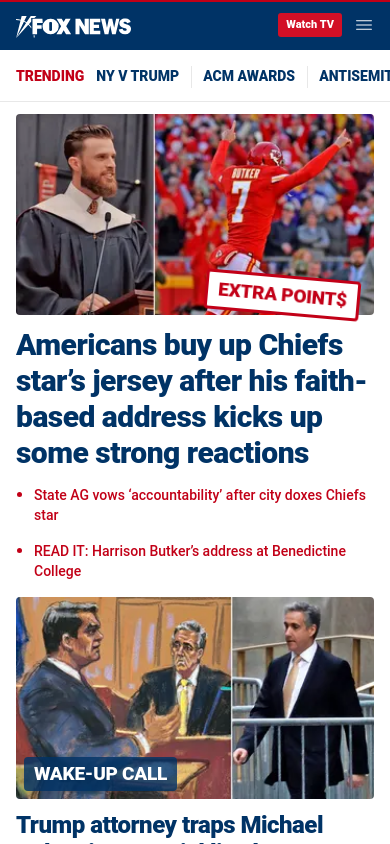 FOX NEWS
Watch TV
TRENDING NY V TRUMP ACM AWARDS
BUTKER
7
EXTRA POINT$
Americans buy up Chiefs
star’s jersey after his faith-
based address kicks up
some strong reactions
State AG vows ‘accountability’ after city doxes Chiefs
star
READ IT: Harrison Butker’s address at Benedictine
College
WAKE-UP CALL
Trump attorney traps Michael